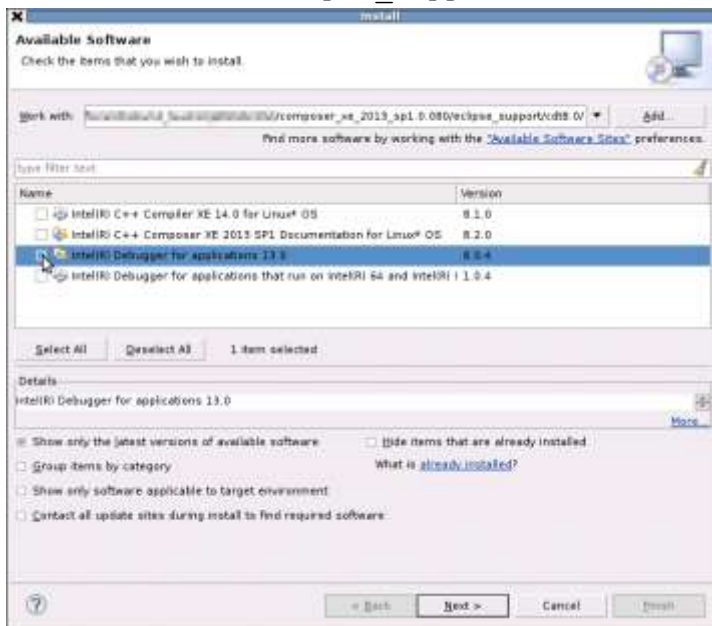 Install
Available Software
Check the items that you wish to install.
Work with: /composer_xe_2013_sp1.0.080/eclipse_support/cdt8.0/ Add...
Find more software by working with the "Available Software Sites" preferences.
type filter text
Name Version
Intel(R) C++ Compiler XE 14.0 for Linux* OS 8.1.0
Intel(R) C++ Composer XE 2013 SP1 Documentation for Linux* OS 8.2.0
Intel(R) Debugger for applications 13.0 8.0.4
Intel(R) Debugger for applications that run on Intel(R) 64 and Intel(R) I 1.0.4
Select All Deselect All 1 item selected
Details
Intel(R) Debugger for applications 13.0
More...
Show only the latest versions of available software Hide items that are already installed
Group items by category What is already installed?
Show only software applicable to target environment
Contact all update sites during install to find required software
< Back Next > Cancel Finish